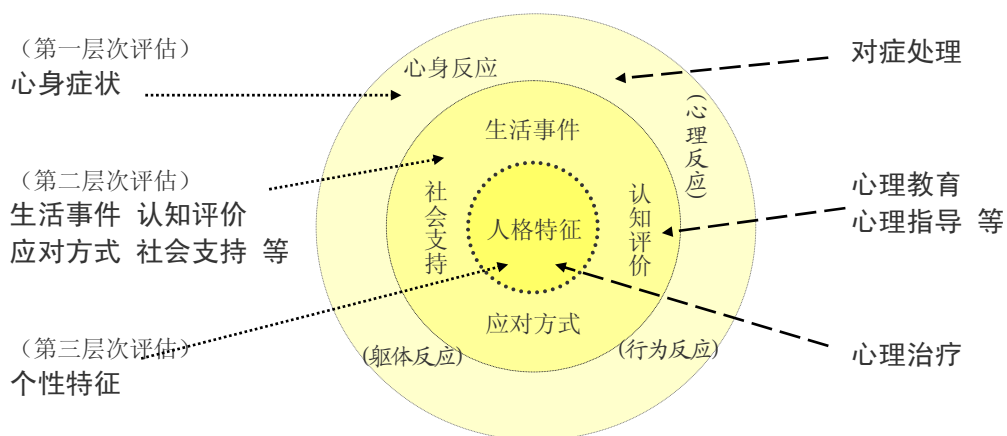 （第一层次评估）
心身症状
（第二层次评估）
生活事件 认知评价
应对方式 社会支持 等
（第三层次评估）
个性特征
心身反应
(心理反应)
生活事件
社会支持
认知评价
人格特征
应对方式
(躯体反应)
(行为反应)
对症处理
心理教育
心理指导 等
心理治疗